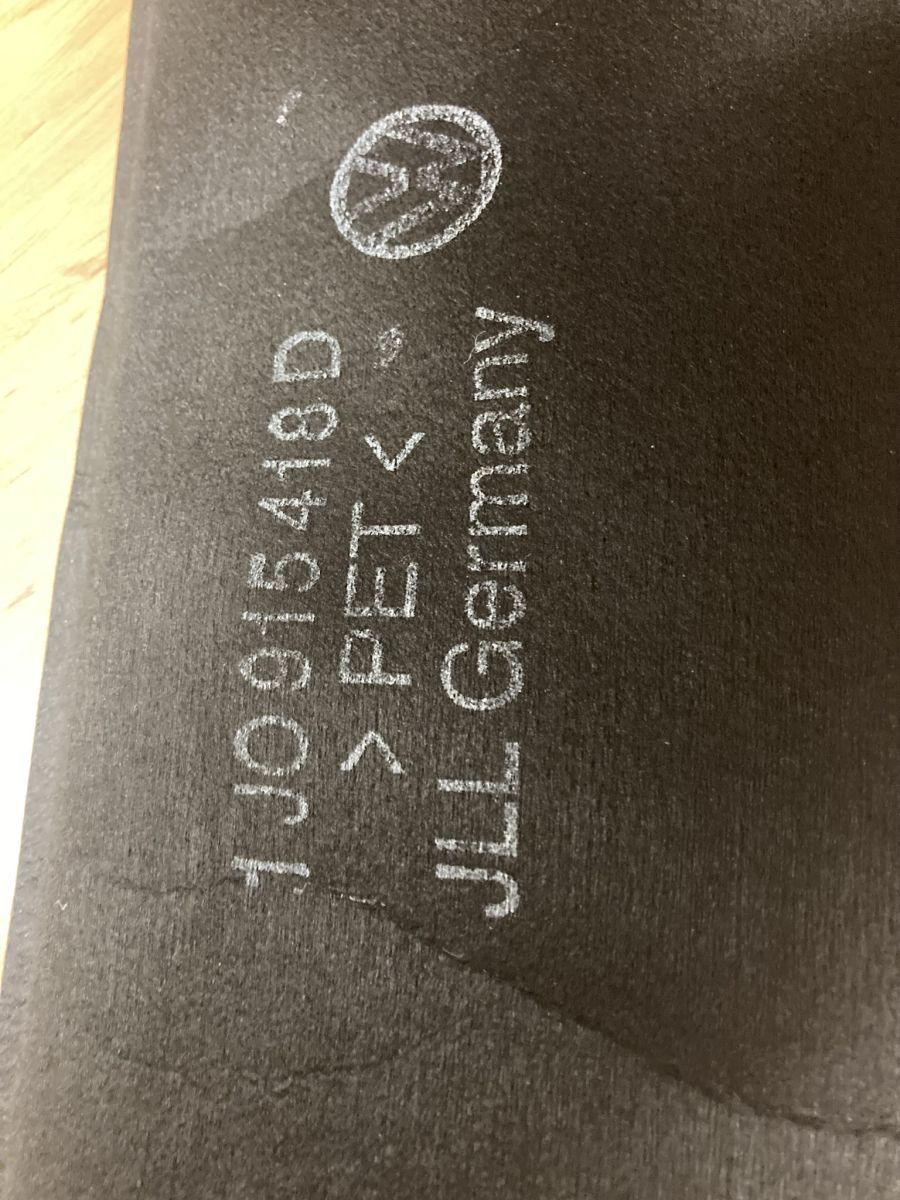 1J0915418D
>PET<
JLL Germany